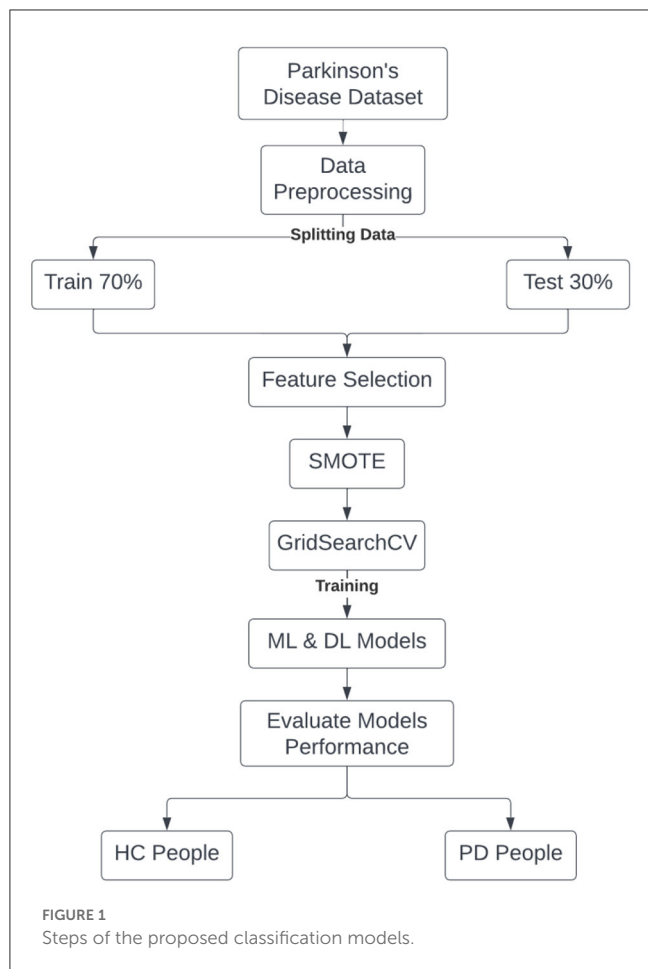 Parkinson's
Disease Dataset
Data
Preprocessing
Splitting Data
Train 70%
Test 30%
Feature Selection
SMOTE
GridSearchCV
Training
ML & DL Models
Evaluate Models
Performance
HC People
PD People
FIGURE 1
Steps of the proposed classification models.